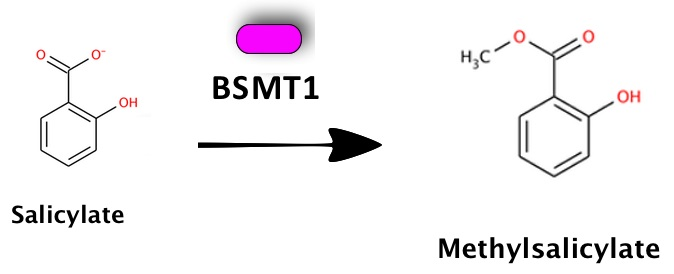 O
O-
OH
BSMT1
H3C
O
O
OH
Salicylate
Methylsalicylate